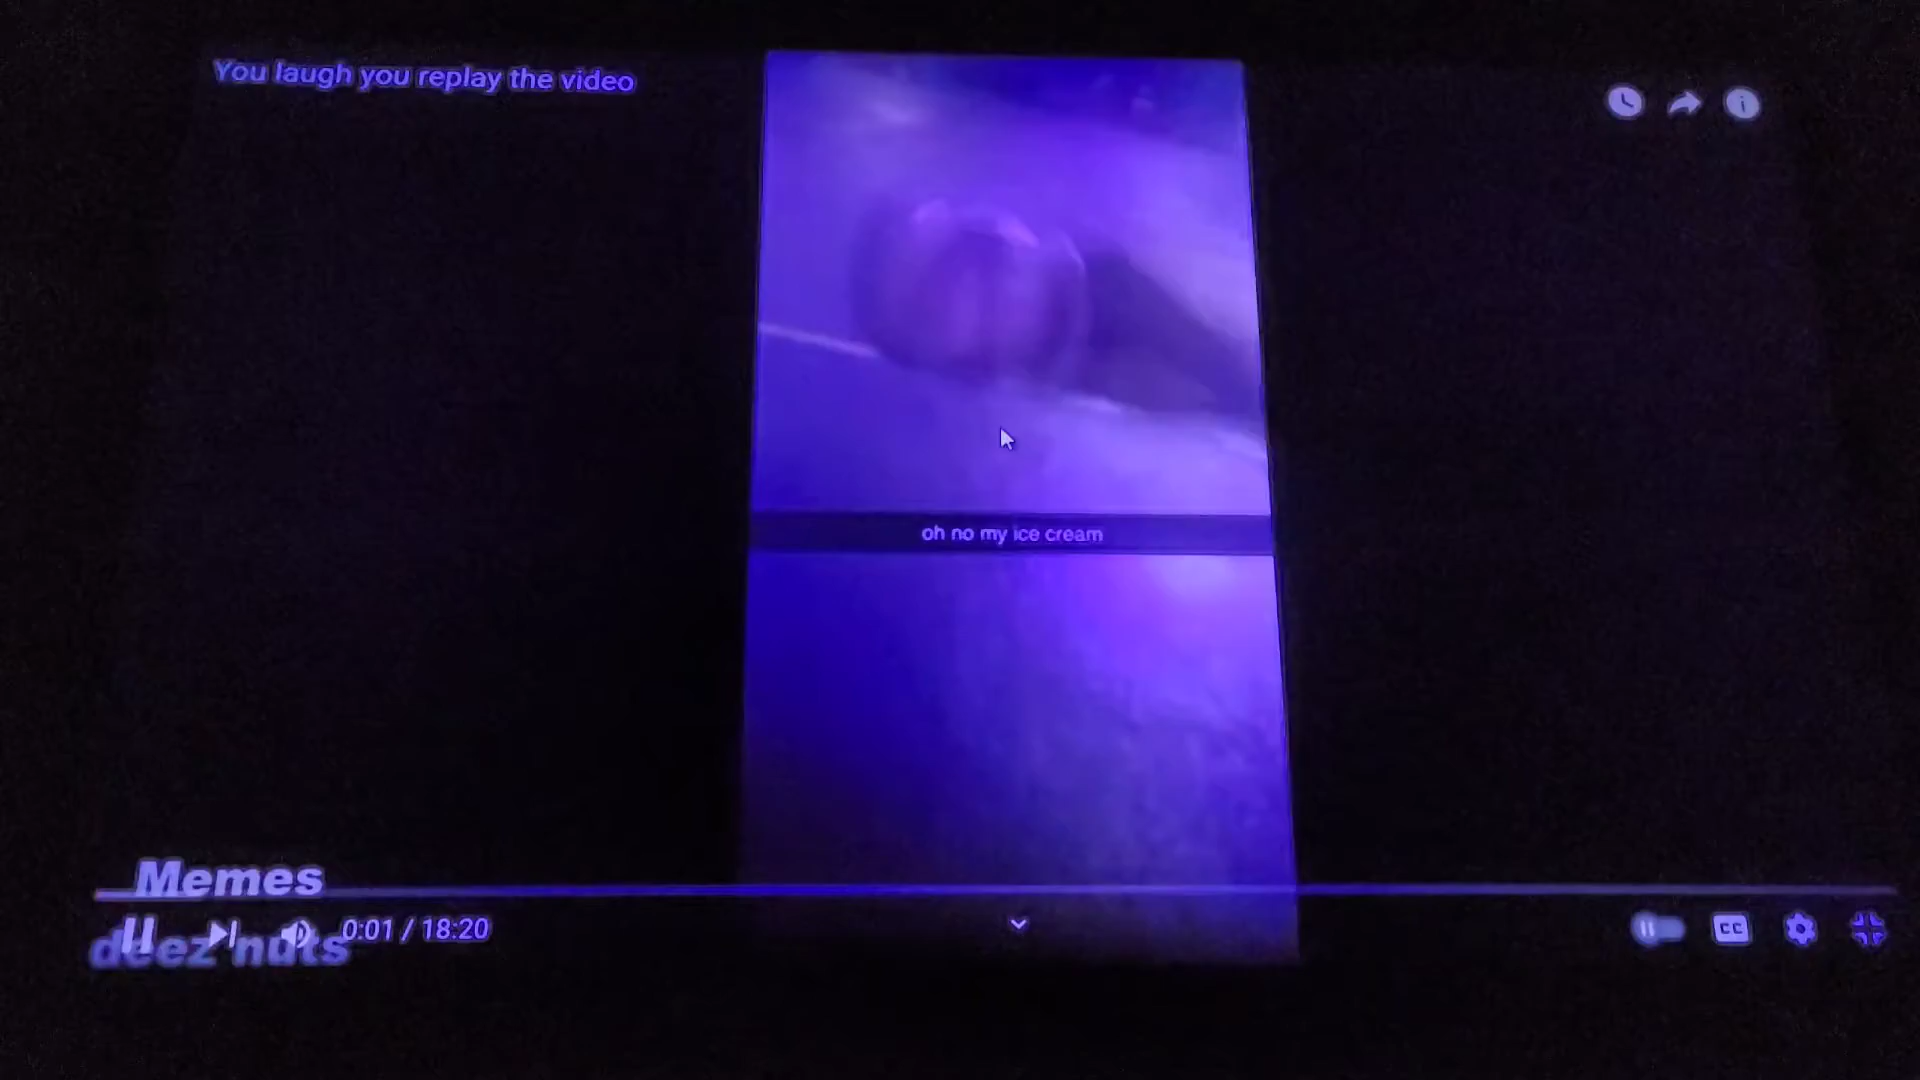 You laugh you replay the video
oh no my ice cream
Memes
0:01 / 18:20
CC
deez nuts